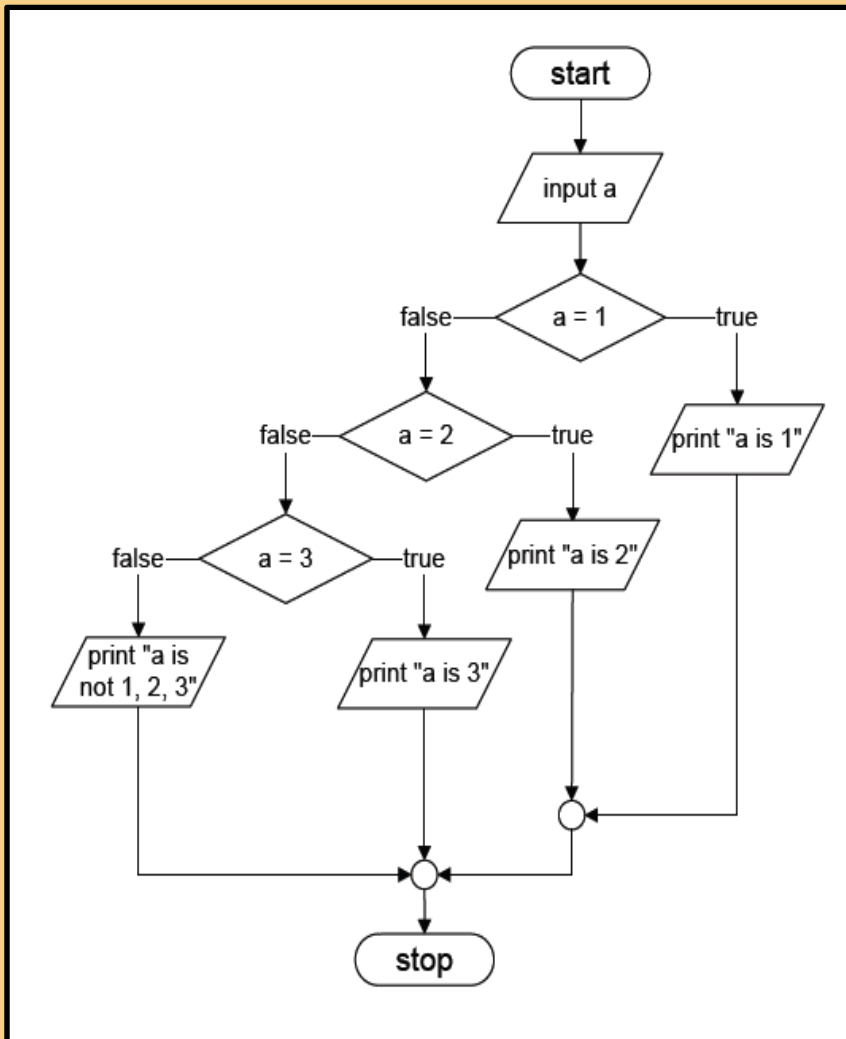 start
input a
a = 1
false
true
print "a is 1"
a = 2
false
true
print "a is 2"
a = 3
false
true
print "a is
not 1, 2, 3"
print "a is 3"
stop